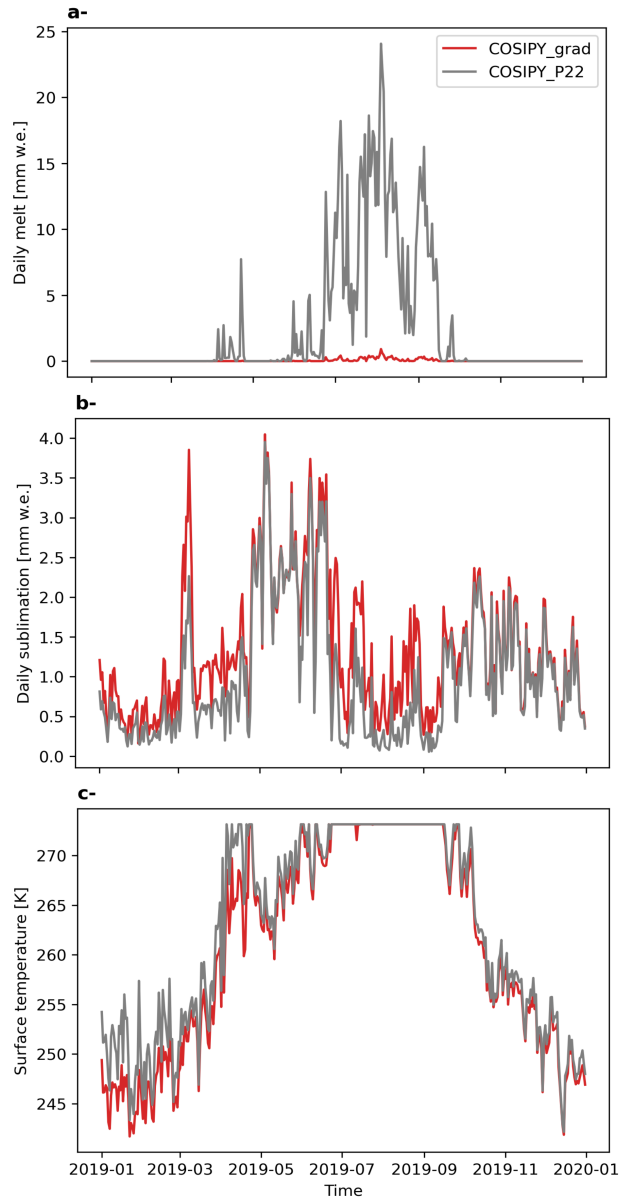 a-
25
20
15
10
5
0
Daily melt [mm w.e.]
COSIPY_grad
COSIPY_P22
b-
4.0
3.5
3.0
2.5
2.0
1.5
1.0
0.5
0.0
Daily sublimation [mm w.e.]
c-
270
265
260
255
250
245
Surface temperature [K]
2019-01 2019-03 2019-05 2019-07 2019-09 2019-11 2020-01
Time